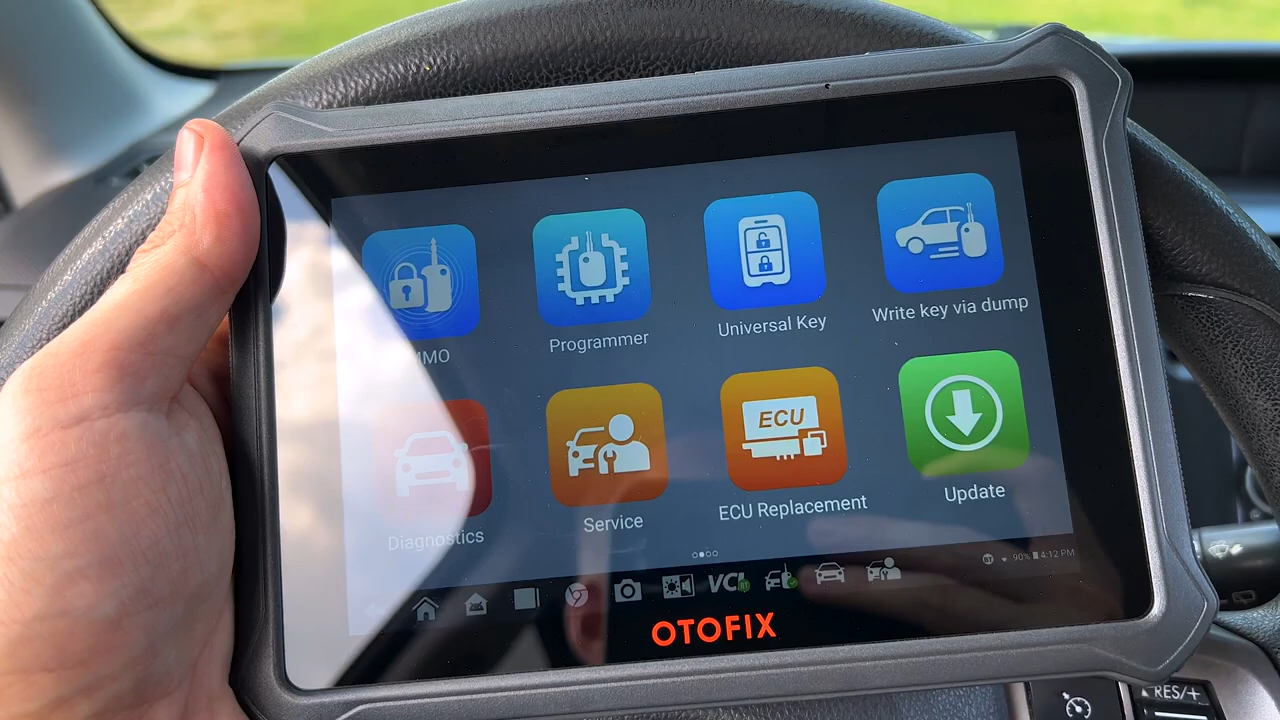 IMMO
Programmer
Universal Key
Write key via dump
Diagnostics
Service
ECU
ECU Replacement
Update
VCI
90% 4:12 PM
OTOFIX
RES/+